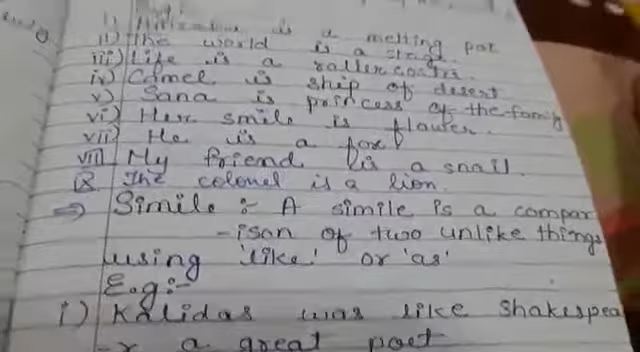 is a melting pot
ii) The world is a stage.
iii) Life is a roller coster.
iv) Camel is ship of desert
v) Sana is princess of the family
vi) Her smile is flower.
vii) He is a fox
viii) My friend is a snail.
ix The colonel is a lion.
⇒ Simile :- A simile is a compar
-ison of two unlike things
using 'like' or 'as'
E.g:-
i) Kalidas was like Shakespea
-r a great poet